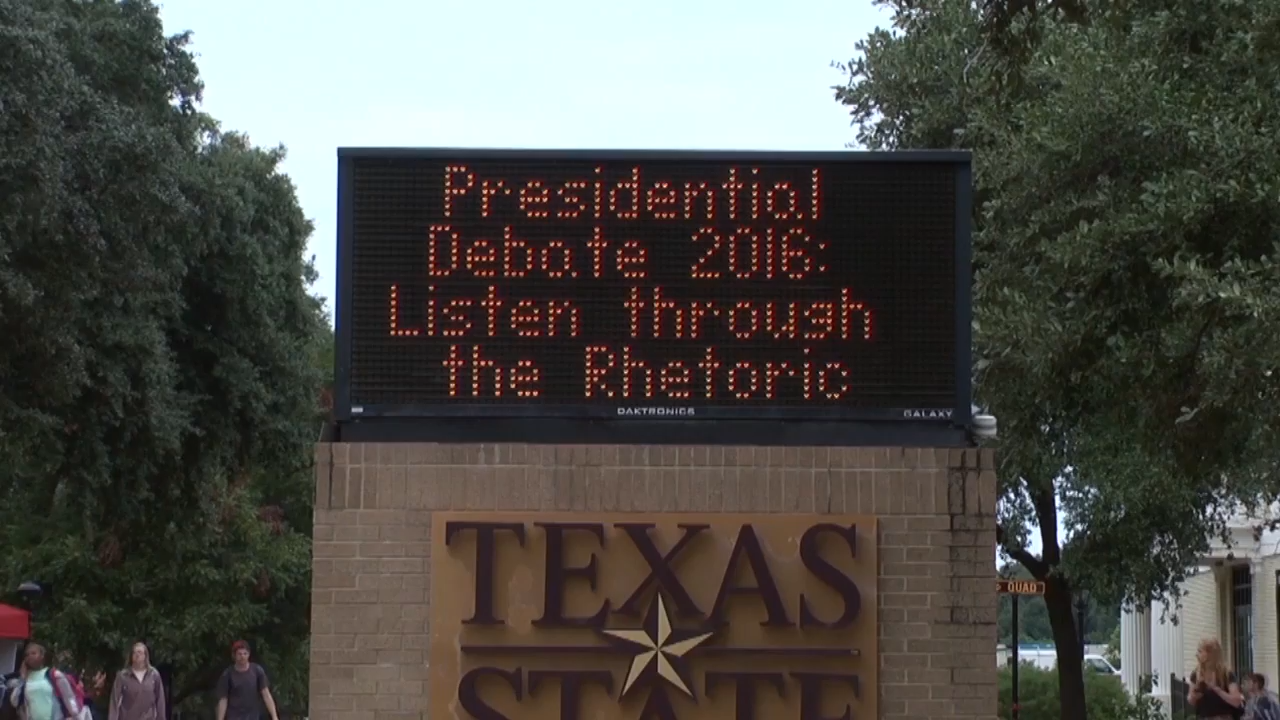 Presidential
Debate 2016:
Listen through
the Rhetoric
DAKTRONICS
GALAXY
TEXAS
STATE
QUAD